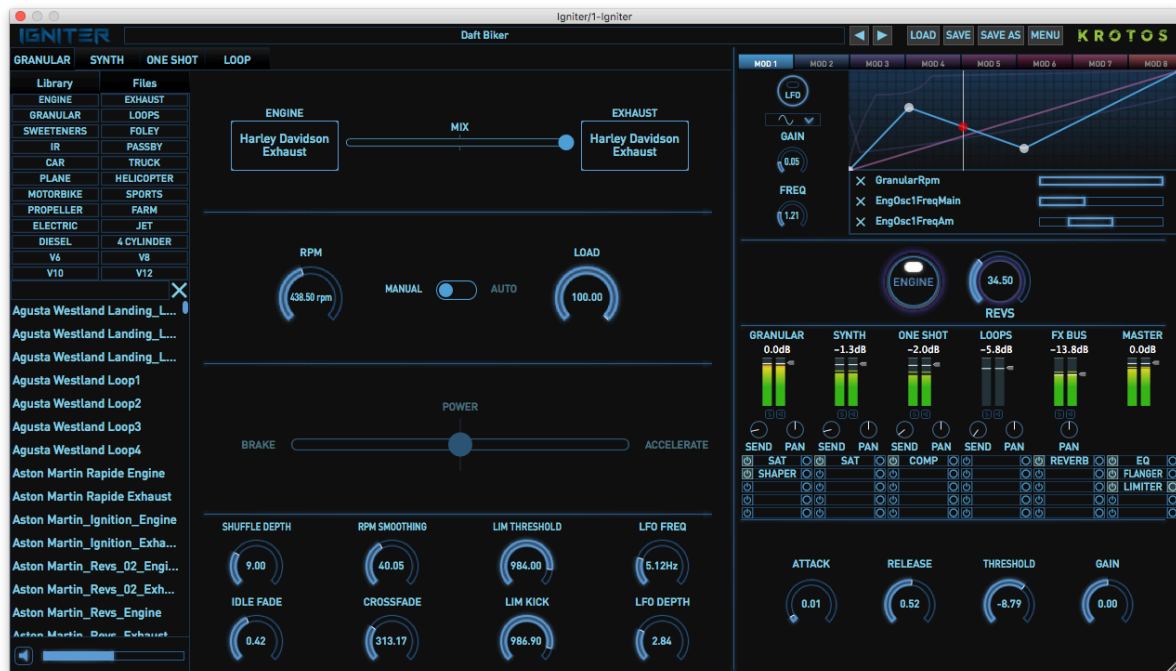 Igniter/1-Igniter
IGNITER
Daft Biker
LOAD SAVE SAVE AS MENU
KROTOS
GRANULAR SYNTH ONE SHOT LOOP
Library Files
ENGINE EXHAUST
GRANULAR LOOPS
SWEETENERS FOLEY
IR PASSBY
CAR TRUCK
PLANE HELICOPTER
MOTORBIKE SPORTS
PROPELLER FARM
ELECTRIC JET
DIESEL 4 CYLINDER
V6 V8
V10 V12
Agusta Westland Landing_L...
Agusta Westland Landing_L...
Agusta Westland Landing_L...
Agusta Westland Loop1
Agusta Westland Loop2
Agusta Westland Loop3
Agusta Westland Loop4
Aston Martin Rapide Engine
Aston Martin Rapide Exhaust
Aston Martin_Ignition_Engine
Aston Martin_Ignition_Exha...
Aston Martin_Revs_02_Engi...
Aston Martin_Revs_02_Exh...
Aston Martin_Revs_Engine
Aston Martin_Revs_Exhaust
ENGINE
Harley Davidson
Exhaust
MIX
EXHAUST
Harley Davidson
Exhaust
RPM
438.50 rpm
MANUAL AUTO
LOAD
100.00
POWER
BRAKE ACCELERATE
SHUFFLE DEPTH RPM SMOOTHING LIM THRESHOLD LFO FREQ
9.00 40.05 984.00 5.12Hz
IDLE FADE CROSSFADE LIM KICK LFO DEPTH
0.42 313.17 986.90 2.84
MOD 1 MOD 2 MOD 3 MOD 4 MOD 5 MOD 6 MOD 7 MOD 8
LFO
GAIN
0.05
FREQ
1.21
GranularRpm
EngOsc1FreqMain
EngOsc1FreqAm
ENGINE
34.50
REVS
GRANULAR SYNTH ONE SHOT LOOPS FX BUS MASTER
0.0dB -1.3dB -2.0dB -5.8dB -13.8dB 0.0dB
S S S S S
SEND PAN SEND PAN SEND PAN SEND PAN PAN
SAT SAT COMP REVERB EQ
SHAPER FLANGER
LIMITER
ATTACK RELEASE THRESHOLD GAIN
0.01 0.52 -8.79 0.00